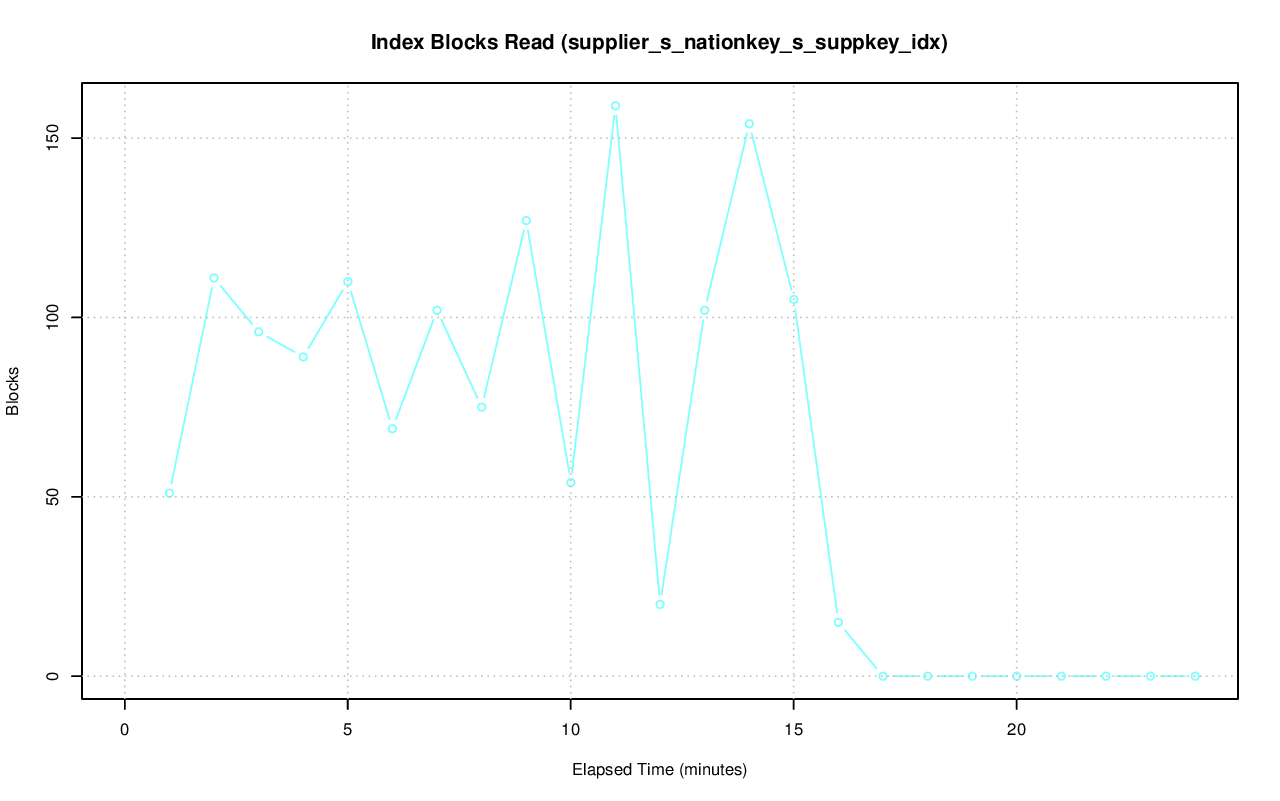 Index Blocks Read (supplier_s_nationkey_s_suppkey_idx)
150
100
50
0
Blocks
0 5 10 15 20
Elapsed Time (minutes)